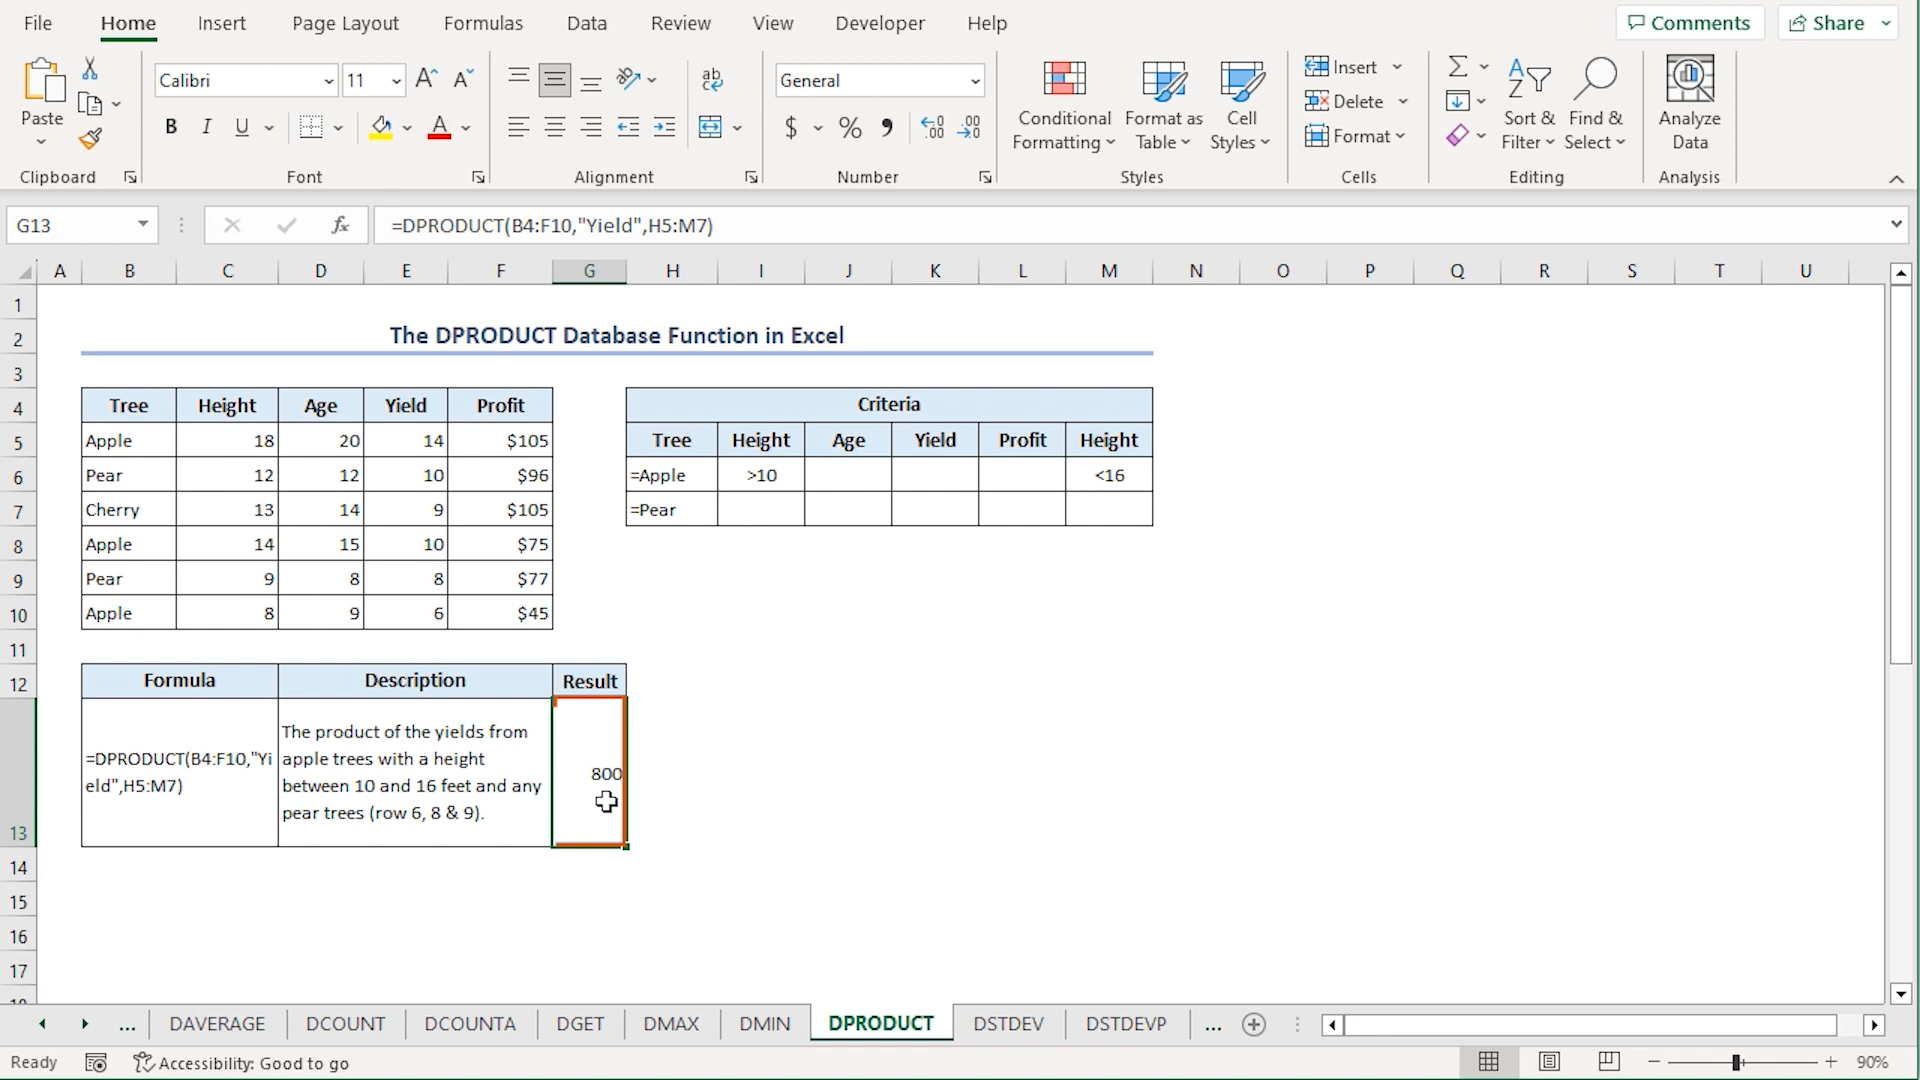 File Home Insert Page Layout Formulas Data Review View Developer Help Comments Share
Calibri 11 General
Paste
Conditional Formatting Format as Table Cell Styles
Insert
Delete
Format
Sort & Filter Find & Select
Analyze Data
Clipboard Font Alignment Number Styles Cells Editing Analysis
G13 fx =DPRODUCT(B4:F10,"Yield",H5:M7)
A B C D E F G H I J K L M N O P Q R S T U
1
2 The DPRODUCT Database Function in Excel
3
4 Tree Height Age Yield Profit Criteria
5 Apple 18 20 14 $105 Tree Height Age Yield Profit Height
6 Pear 12 12 10 $96 =Apple >10 <16
7 Cherry 13 14 9 $105 =Pear
8 Apple 14 15 10 $75
9 Pear 9 8 8 $77
10 Apple 8 9 6 $45
11
12 Formula Description Result
=DPRODUCT(B4:F10,"Yi
eld",H5:M7)
The product of the yields from
apple trees with a height
between 10 and 16 feet and any
pear trees (row 6, 8 & 9).
800
13
14
15
16
17
... DAVERAGE DCOUNT DCOUNTA DGET DMAX DMIN DPRODUCT DSTDEV DSTDEVP ...
Ready Accessibility: Good to go 90%